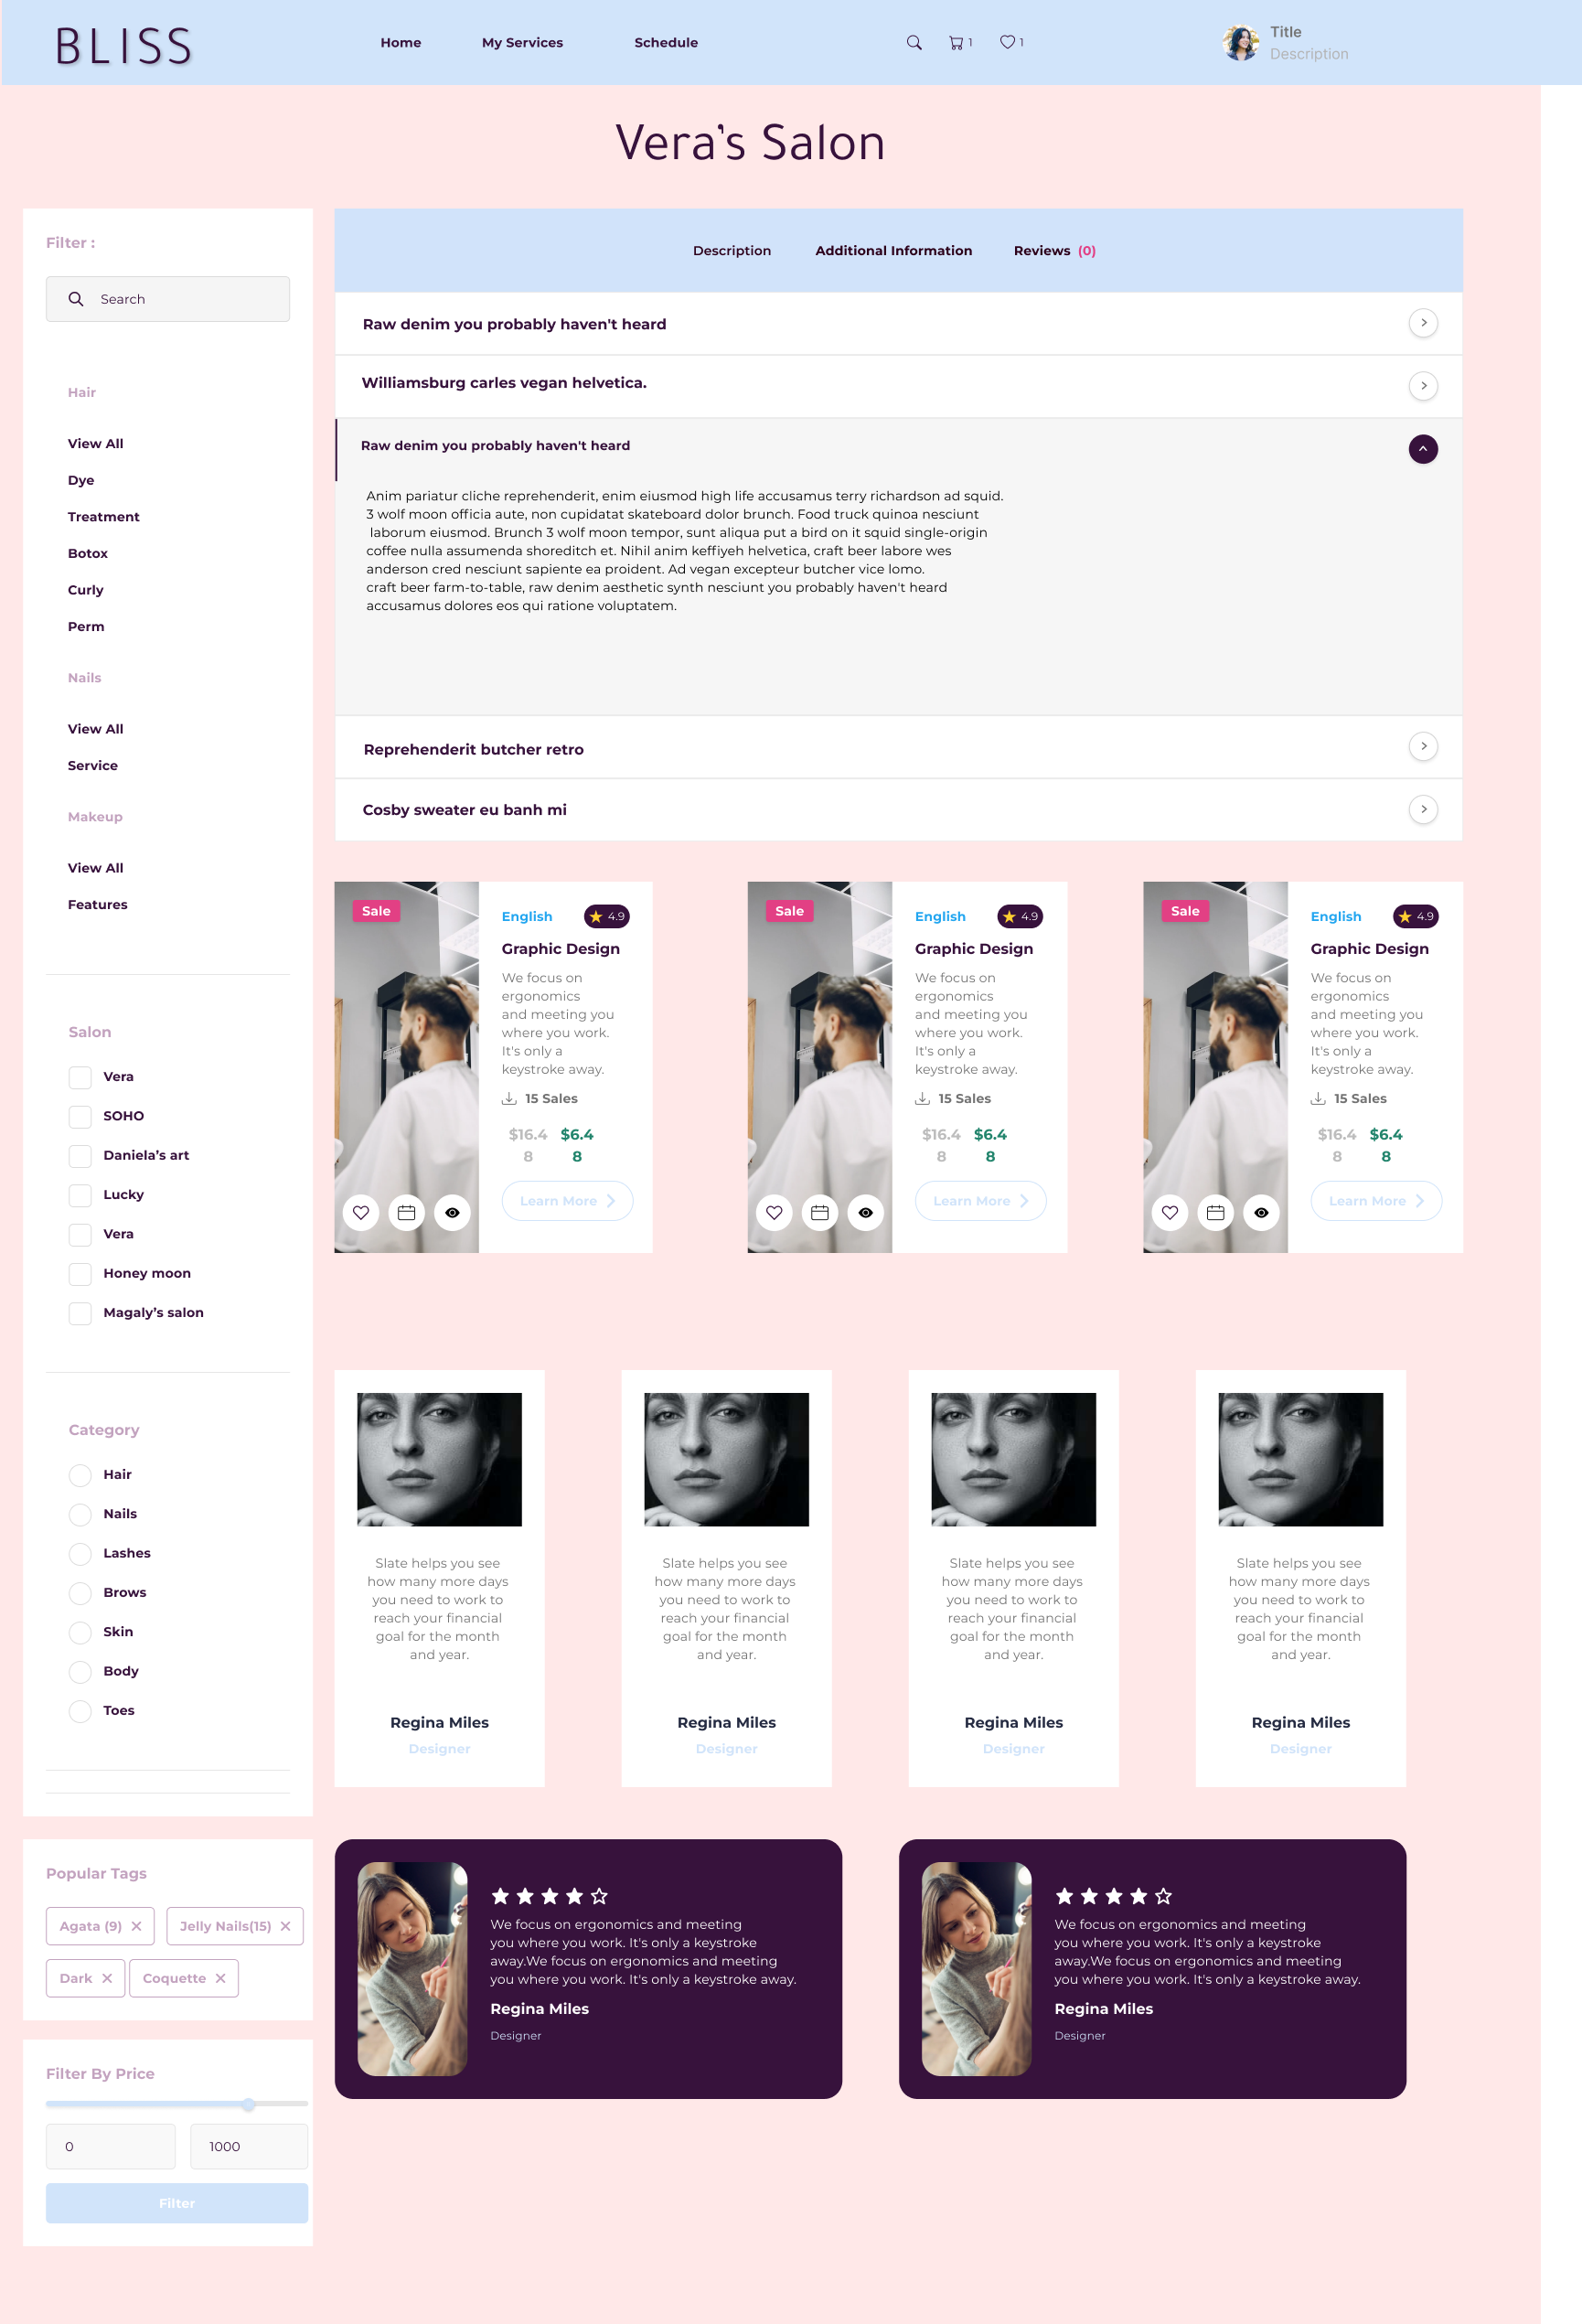 BLISS
Home
My Services
Schedule
1
1
Title
Description
Vera’s Salon
Filter :
Search
Hair
View All
Dye
Treatment
Botox
Curly
Perm
Nails
View All
Service
Makeup
View All
Features
Salon
Vera
SOHO
Daniela’s art
Lucky
Vera
Honey moon
Magaly’s salon
Category
Hair
Nails
Lashes
Brows
Skin
Body
Toes
Popular Tags
Agata (9)
Jelly Nails(15)
Dark
Coquette
Filter By Price
0
1000
Filter
Description
Additional Information
Reviews (0)
Raw denim you probably haven't heard
Williamsburg carles vegan helvetica.
Raw denim you probably haven't heard
Anim pariatur cliche reprehenderit, enim eiusmod high life accusamus terry richardson ad squid.
3 wolf moon officia aute, non cupidatat skateboard dolor brunch. Food truck quinoa nesciunt
laborum eiusmod. Brunch 3 wolf moon tempor, sunt aliqua put a bird on it squid single-origin
coffee nulla assumenda shoreditch et. Nihil anim keffiyeh helvetica, craft beer labore wes
anderson cred nesciunt sapiente ea proident. Ad vegan excepteur butcher vice lomo.
craft beer farm-to-table, raw denim aesthetic synth nesciunt you probably haven't heard
accusamus dolores eos qui ratione voluptatem.
Reprehenderit butcher retro
Cosby sweater eu banh mi
Sale
English
4.9
Graphic Design
We focus on
ergonomics
and meeting you
where you work.
It's only a
keystroke away.
15 Sales
$16.4
8
$6.4
8
Learn More
Sale
English
4.9
Graphic Design
We focus on
ergonomics
and meeting you
where you work.
It's only a
keystroke away.
15 Sales
$16.4
8
$6.4
8
Learn More
Sale
English
4.9
Graphic Design
We focus on
ergonomics
and meeting you
where you work.
It's only a
keystroke away.
15 Sales
$16.4
8
$6.4
8
Learn More
Slate helps you see
how many more days
you need to work to
reach your financial
goal for the month
and year.
Regina Miles
Designer
Slate helps you see
how many more days
you need to work to
reach your financial
goal for the month
and year.
Regina Miles
Designer
Slate helps you see
how many more days
you need to work to
reach your financial
goal for the month
and year.
Regina Miles
Designer
Slate helps you see
how many more days
you need to work to
reach your financial
goal for the month
and year.
Regina Miles
Designer
We focus on ergonomics and meeting
you where you work. It's only a keystroke
away.We focus on ergonomics and meeting
you where you work. It's only a keystroke away.
Regina Miles
Designer
We focus on ergonomics and meeting
you where you work. It's only a keystroke
away.We focus on ergonomics and meeting
you where you work. It's only a keystroke away.
Regina Miles
Designer